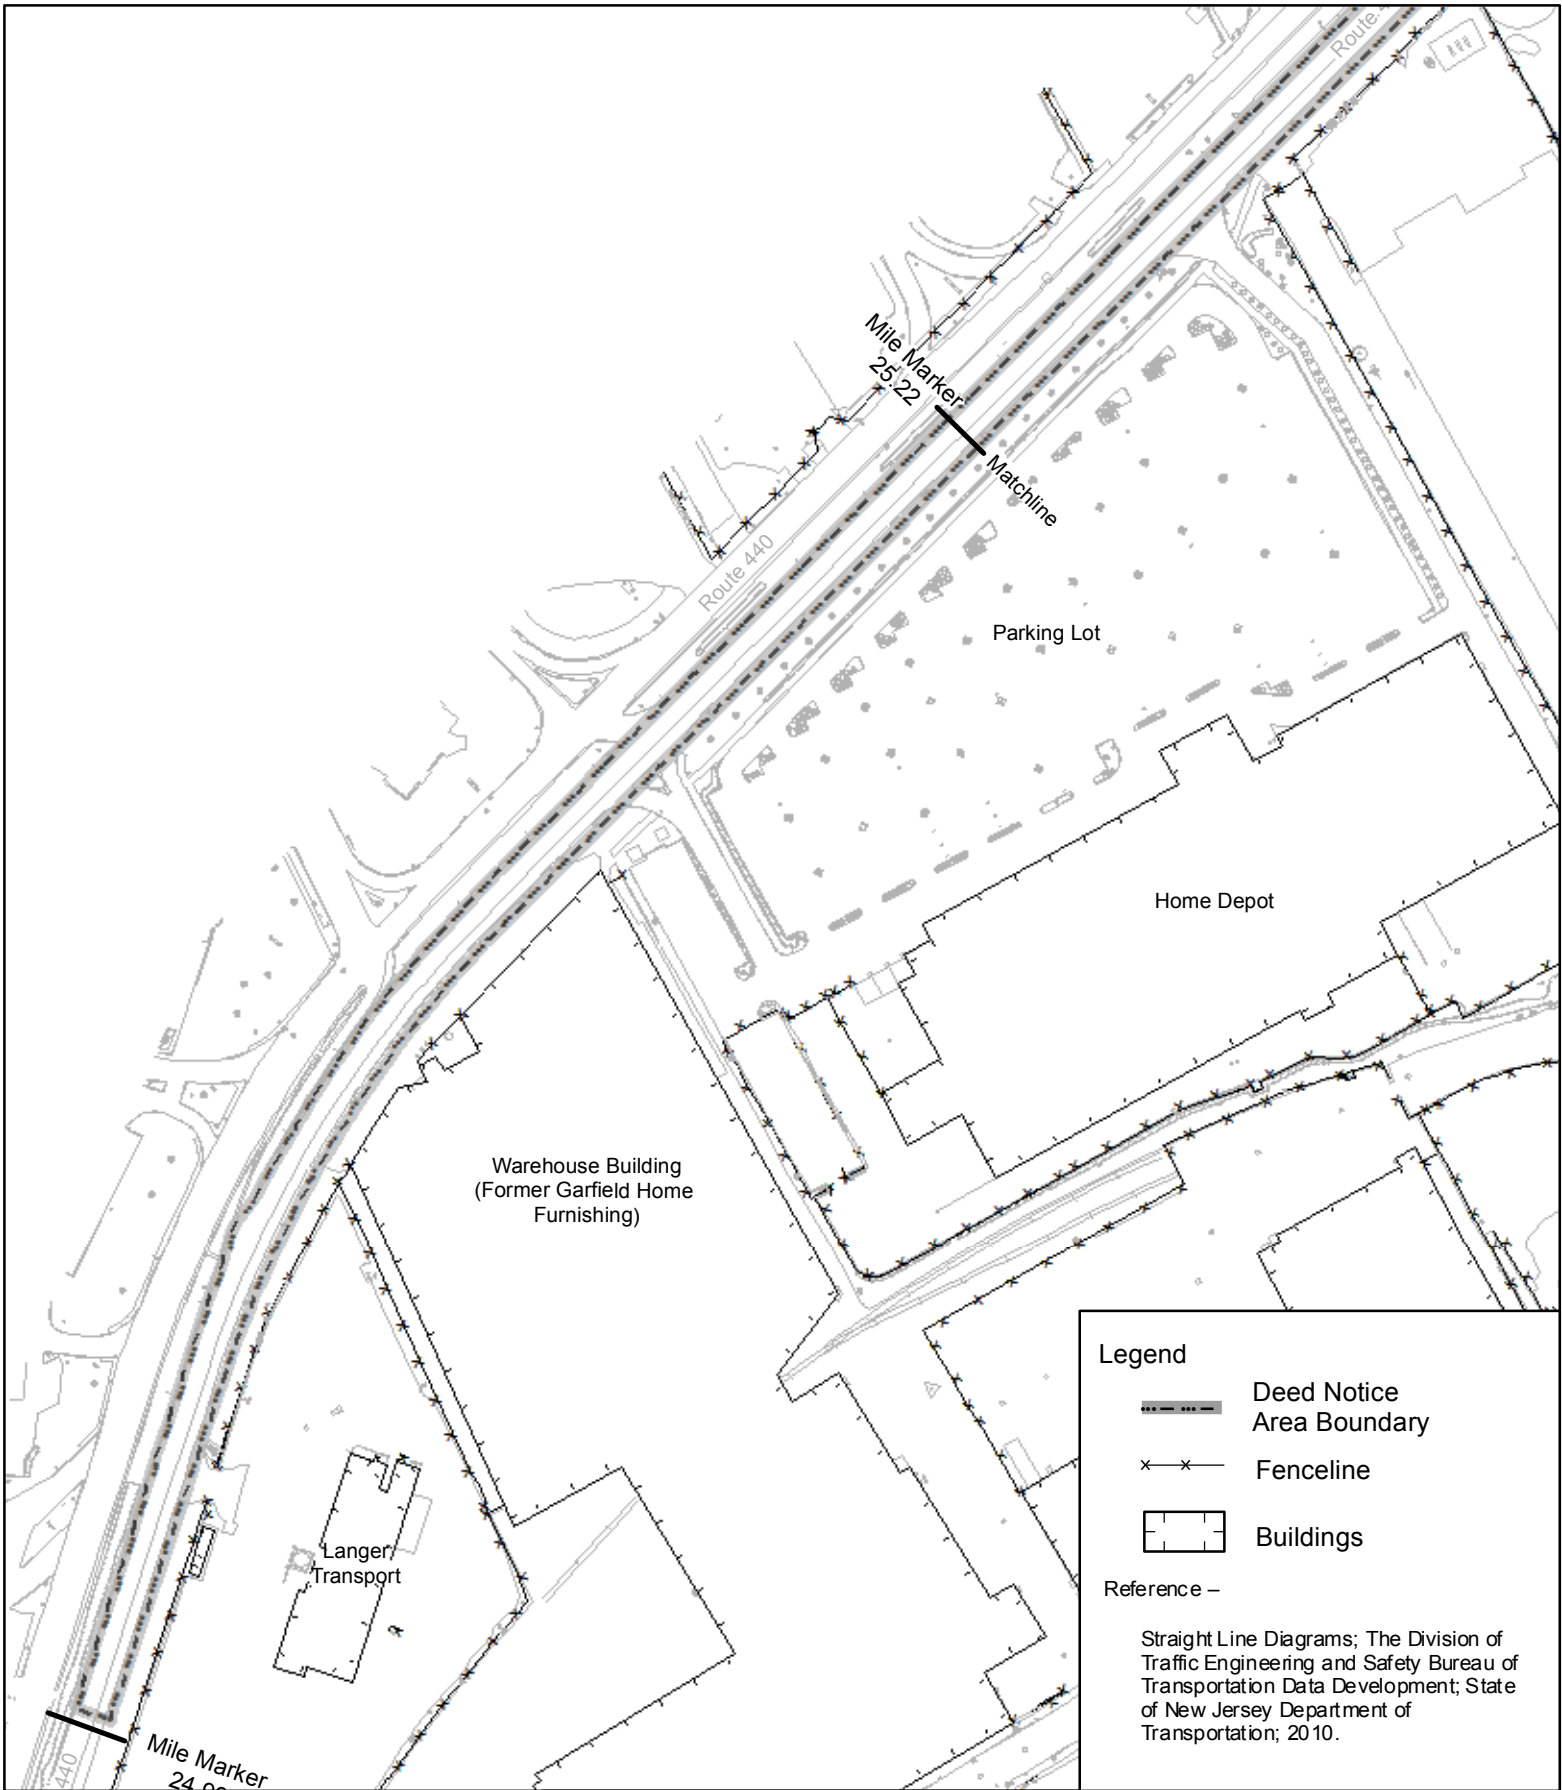 Route 4
Mile Marker
25.22
Matchline
Route 440
Parking Lot
Home Depot
Warehouse Building
(Former Garfield Home
Furnishing)
Langer
Transport
Mile Marker
440
Legend
Deed Notice
Area Boundary
Fenceline
Buildings
Reference –
Straight Line Diagrams; The Division of
Traffic Engineering and Safety Bureau of
Transportation Data Development; State
of New Jersey Department of
Transportation; 2010.